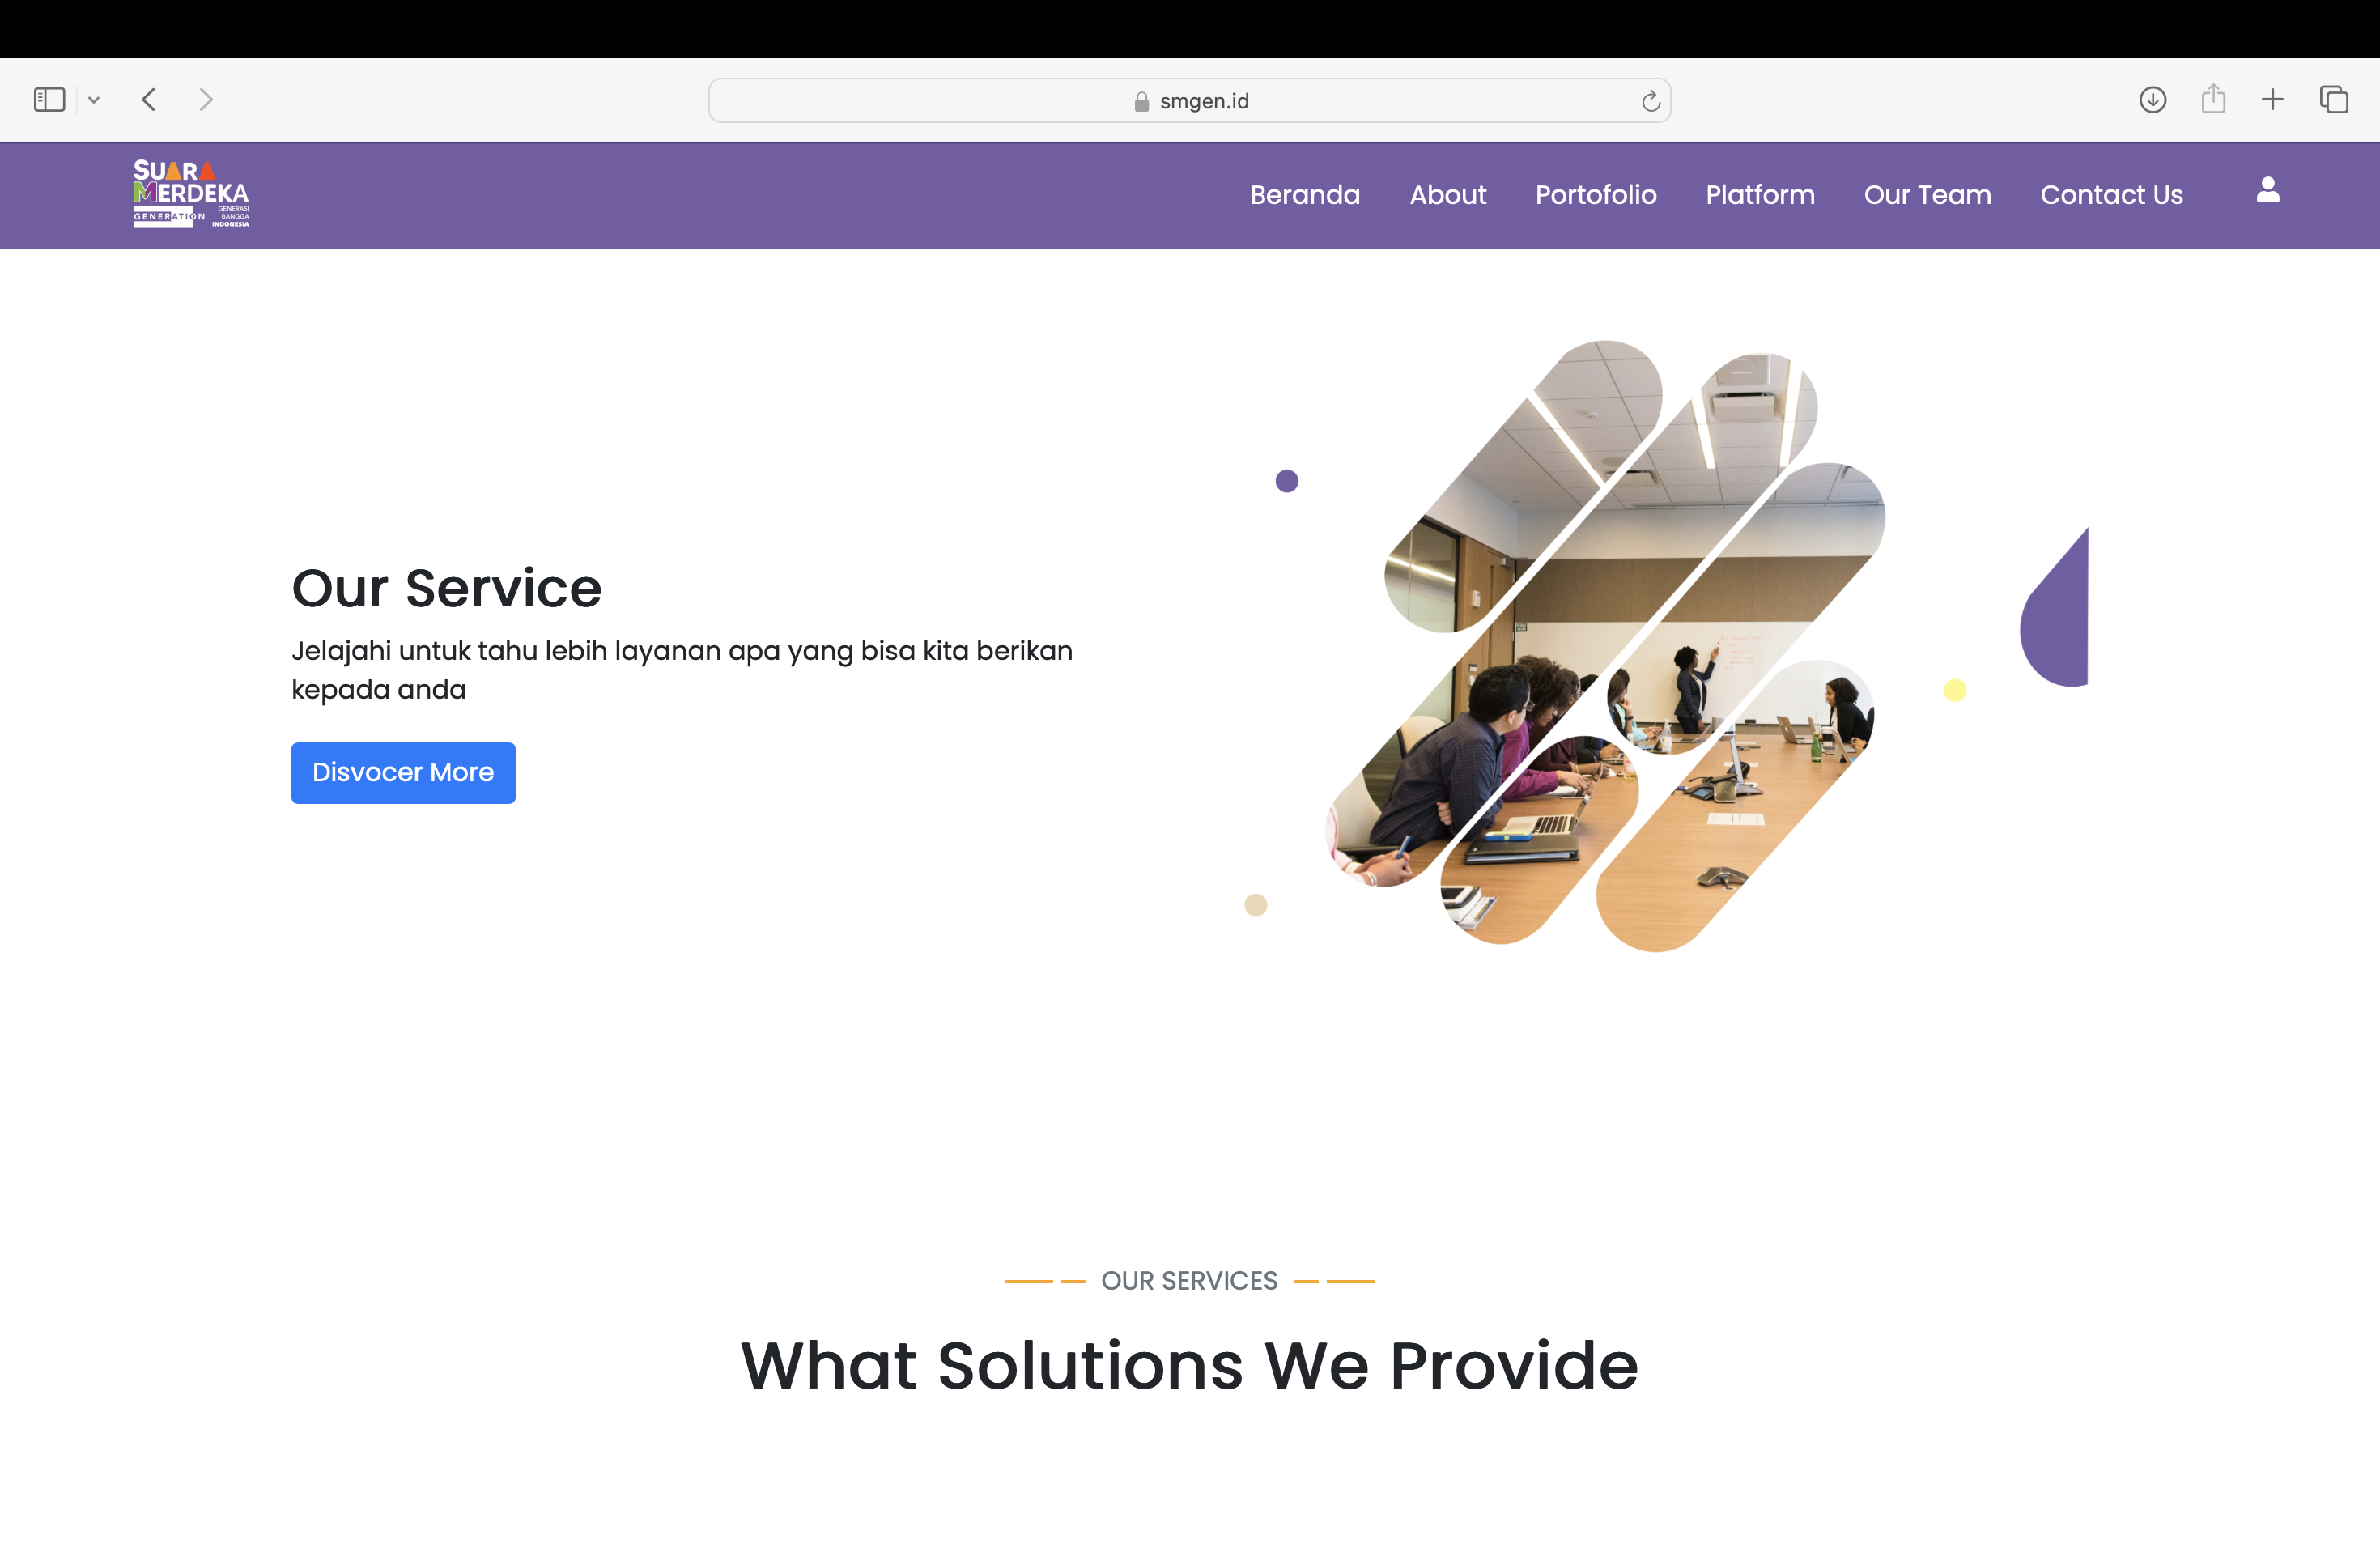 smgen.id
SUARA
MERDEKA
GENERATION
GENERASI
BANGGA
INDONESIA
Beranda About Portofolio Platform Our Team Contact Us
Our Service
Jelajahi untuk tahu lebih layanan apa yang bisa kita berikan
kepada anda
Disvocer More
OUR SERVICES
What Solutions We Provide